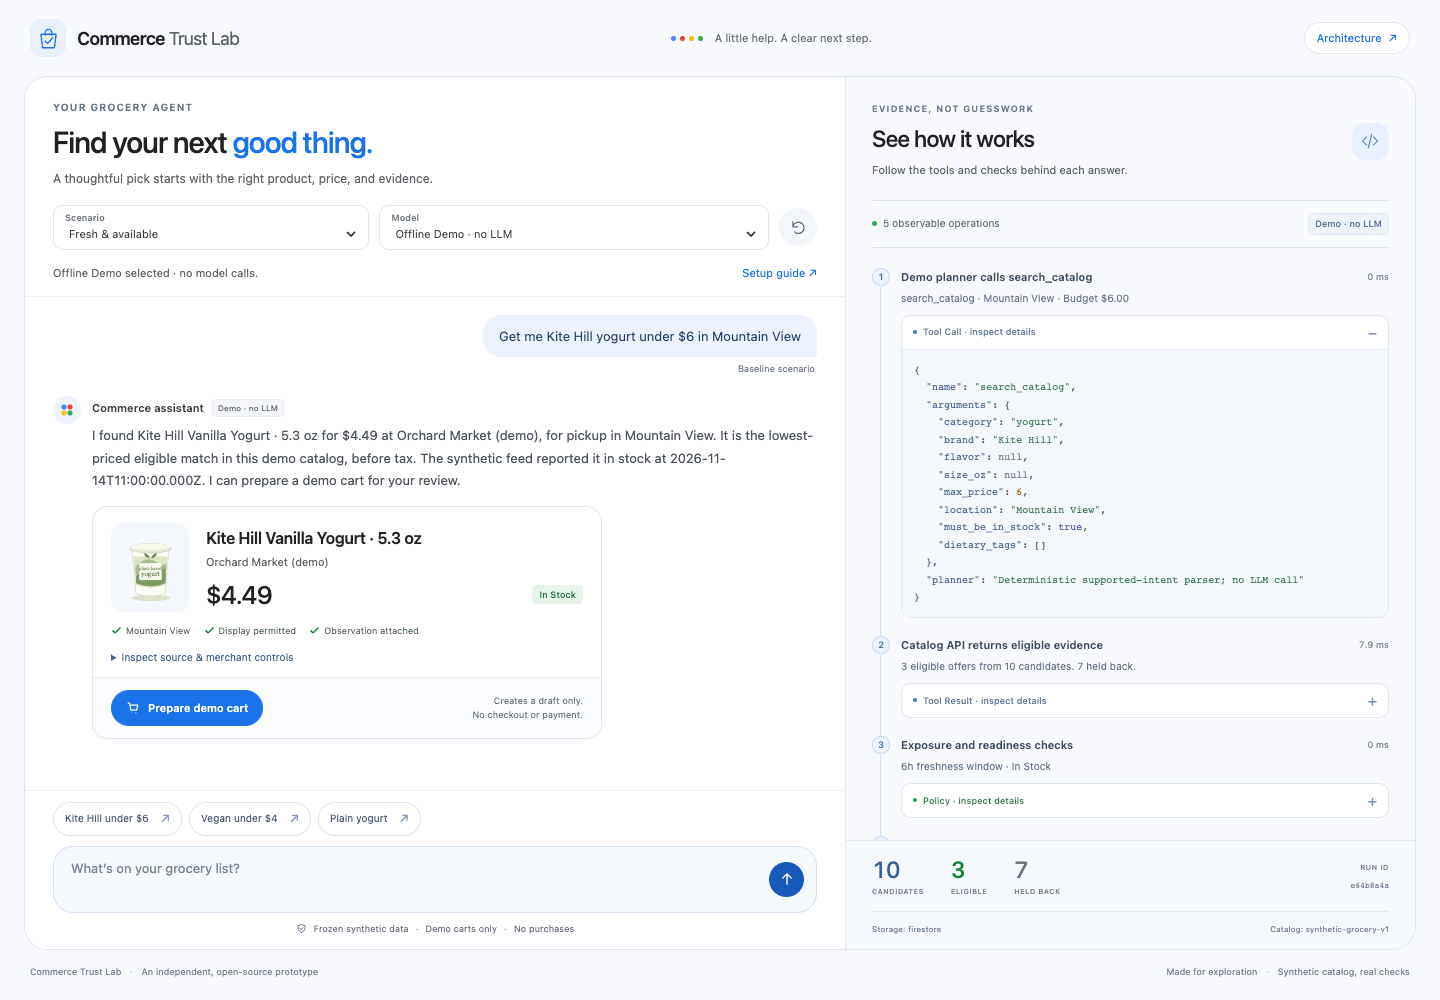 Commerce Trust Lab
A little help. A clear next step.
Architecture ↗
YOUR GROCERY AGENT
Find your next good thing.
A thoughtful pick starts with the right product, price, and evidence.
Scenario
Fresh & available
Model
Offline Demo · no LLM
Offline Demo selected · no model calls.
Setup guide ↗
Get me Kite Hill yogurt under $6 in Mountain View
Baseline scenario
Commerce assistant
Demo · no LLM
I found Kite Hill Vanilla Yogurt · 5.3 oz for $4.49 at Orchard Market (demo), for pickup in Mountain View. It is the lowest-
priced eligible match in this demo catalog, before tax. The synthetic feed reported it in stock at 2026-11-
14T11:00:00.000Z. I can prepare a demo cart for your review.
yogurt
Kite Hill Vanilla Yogurt · 5.3 oz
Orchard Market (demo)
$4.49
In Stock
Mountain View
Display permitted
Observation attached
Inspect source & merchant controls
Prepare demo cart
Creates a draft only.
No checkout or payment.
Kite Hill under $6 ↗
Vegan under $4 ↗
Plain yogurt ↗
What's on your grocery list?
Frozen synthetic data · Demo carts only · No purchases
EVIDENCE, NOT GUESSWORK
See how it works
Follow the tools and checks behind each answer.
5 observable operations
Demo · no LLM
1
Demo planner calls search_catalog
0 ms
search_catalog · Mountain View · Budget $6.00
Tool Call · inspect details
{
"name": "search_catalog",
"arguments": {
"category": "yogurt",
"brand": "Kite Hill",
"flavor": null,
"size_oz": null,
"max_price": 6,
"location": "Mountain View",
"must_be_in_stock": true,
"dietary_tags": []
},
"planner": "Deterministic supported-intent parser; no LLM call"
}
2
Catalog API returns eligible evidence
7.9 ms
3 eligible offers from 10 candidates. 7 held back.
Tool Result · inspect details
3
Exposure and readiness checks
0 ms
6h freshness window · In Stock
Policy · inspect details
10
CANDIDATES
3
ELIGIBLE
7
HELD BACK
RUN ID
e64b8a4a
Storage: firestore
Catalog: synthetic-grocery-v1
Commerce Trust Lab · An independent, open-source prototype
Made for exploration · Synthetic catalog, real checks